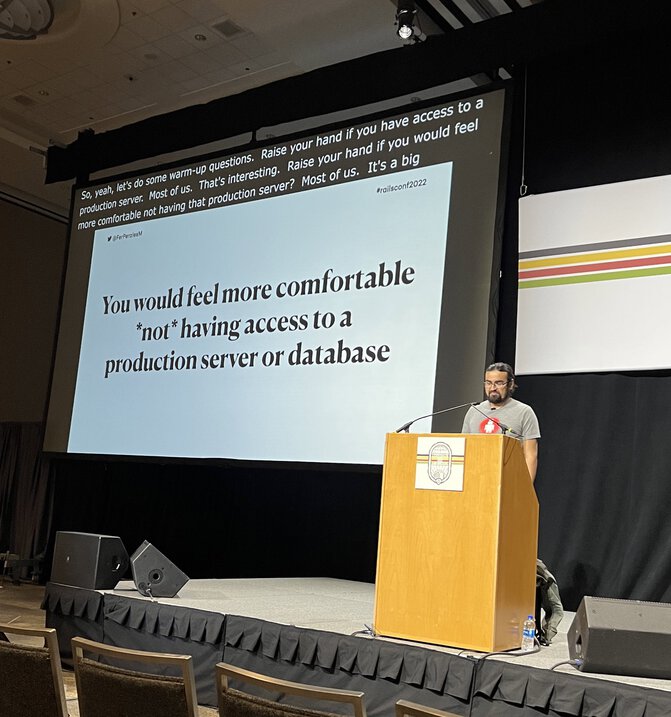 So, yeah, let's do some warm-up questions. Raise your hand if you have access to a
production server. Most of us. That's interesting. Raise your hand if you would feel
more comfortable not having that production server? Most of us. It's a big
@FerPeralesM
#railsconf2022
You would feel more comfortable
*not* having access to a
production server or database